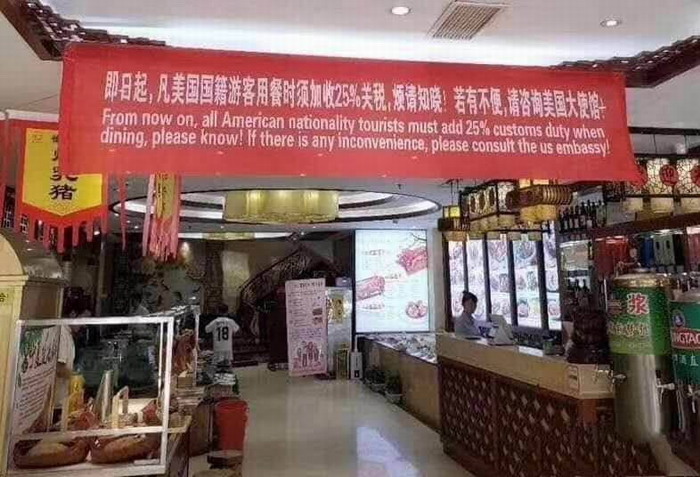 即日起，凡美国国籍游客用餐时须加收25%关税，烦请知晓！若有不便，请咨询美国大使馆！
From now on, all American nationality tourists must add 25% customs duty when
dining, please know! If there is any inconvenience, please consult the us embassy!
18
浆